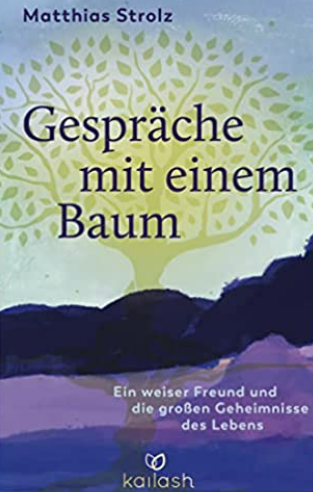 Matthias Strolz
Gespräche
mit einem
Baum
Ein weiser Freund und
die großen Geheimnisse
des Lebens
kailash